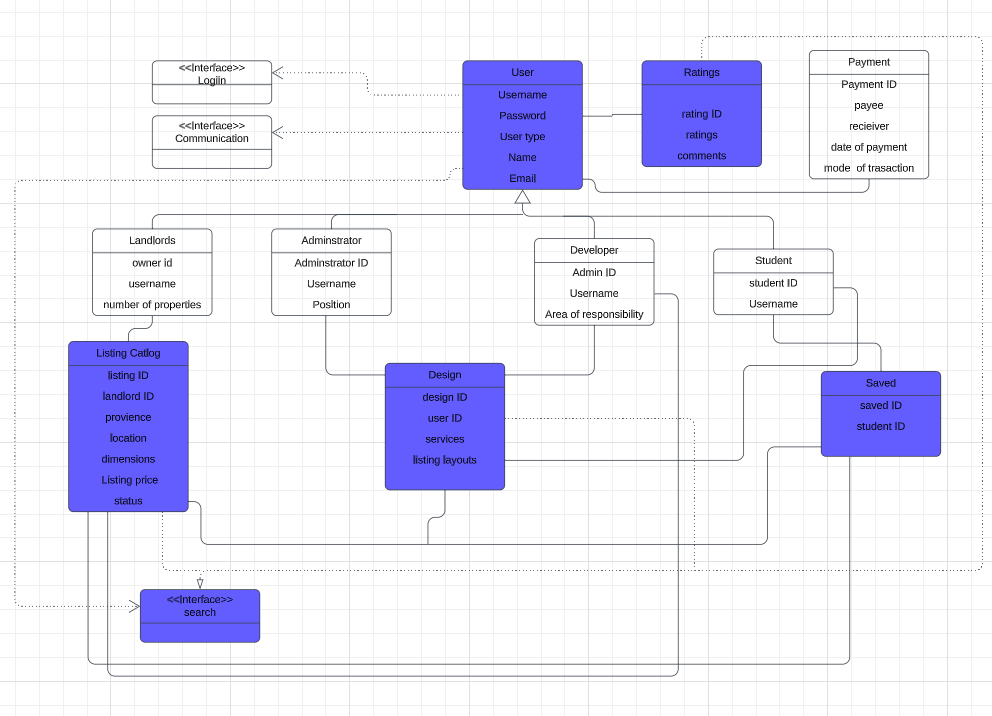 <<Interface>>
Logiin
<<Interface>>
Communication
User
Username
Password
User type
Name
Email
Ratings
rating ID
ratings
comments
Payment
Payment ID
payee
recieiver
date of payment
mode of trasaction
Landlords
owner id
username
number of properties
Adminstrator
Adminstrator ID
Username
Position
Developer
Admin ID
Username
Area of responsibility
Student
student ID
Username
Listing Catlog
listing ID
landlord ID
provience
location
dimensions
Listing price
status
Design
design ID
user ID
services
listing layouts
Saved
saved ID
student ID
<<Interface>>
search